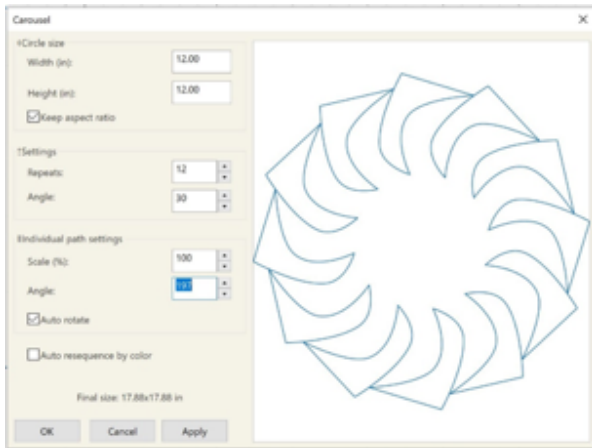 Carousel
Circle size
Width (in):
12.00
Height (in):
12.00
Keep aspect ratio
Settings
Repeats:
12
Angle:
30
Individual path settings
Scale (%):
100
Angle:
197
Auto rotate
Auto resequence by color
Final size: 17.88x17.88 in
OK
Cancel
Apply